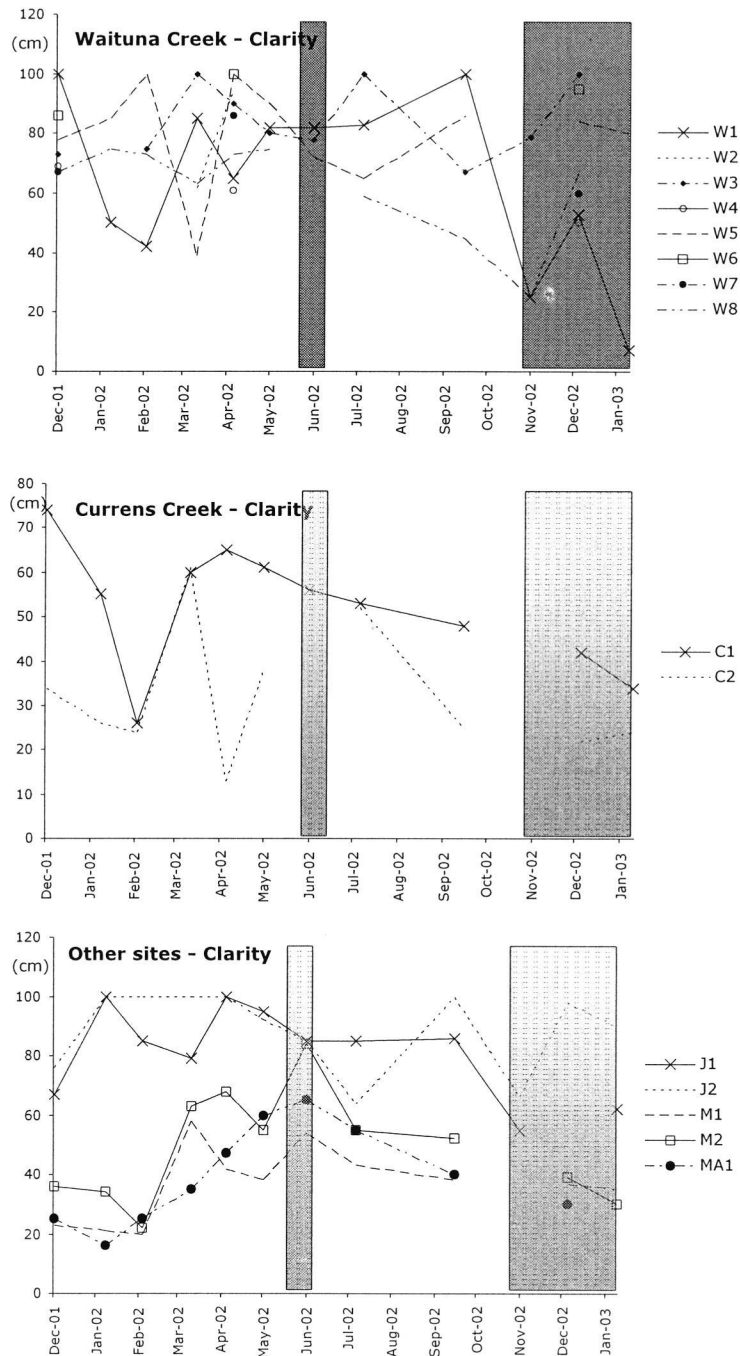 120
(cm)
Waituna Creek - Clarity
100
80
60
40
20
0
Dec-01
Jan-02
Feb-02
Mar-02
Apr-02
May-02
Jun-02
Jul-02
Aug-02
Sep-02
Oct-02
Nov-02
Dec-02
Jan-03
W1
W2
W3
W4
W5
W6
W7
W8
80
(cm)
Currens Creek - Clarity
70
60
50
40
30
20
10
0
Dec-01
Jan-02
Feb-02
Mar-02
Apr-02
May-02
Jun-02
Jul-02
Aug-02
Sep-02
Oct-02
Nov-02
Dec-02
Jan-03
C1
C2
120
(cm)
Other sites - Clarity
100
80
60
40
20
0
Dec-01
Jan-02
Feb-02
Mar-02
Apr-02
May-02
Jun-02
Jul-02
Aug-02
Sep-02
Oct-02
Nov-02
Dec-02
Jan-03
J1
J2
M1
M2
MA1